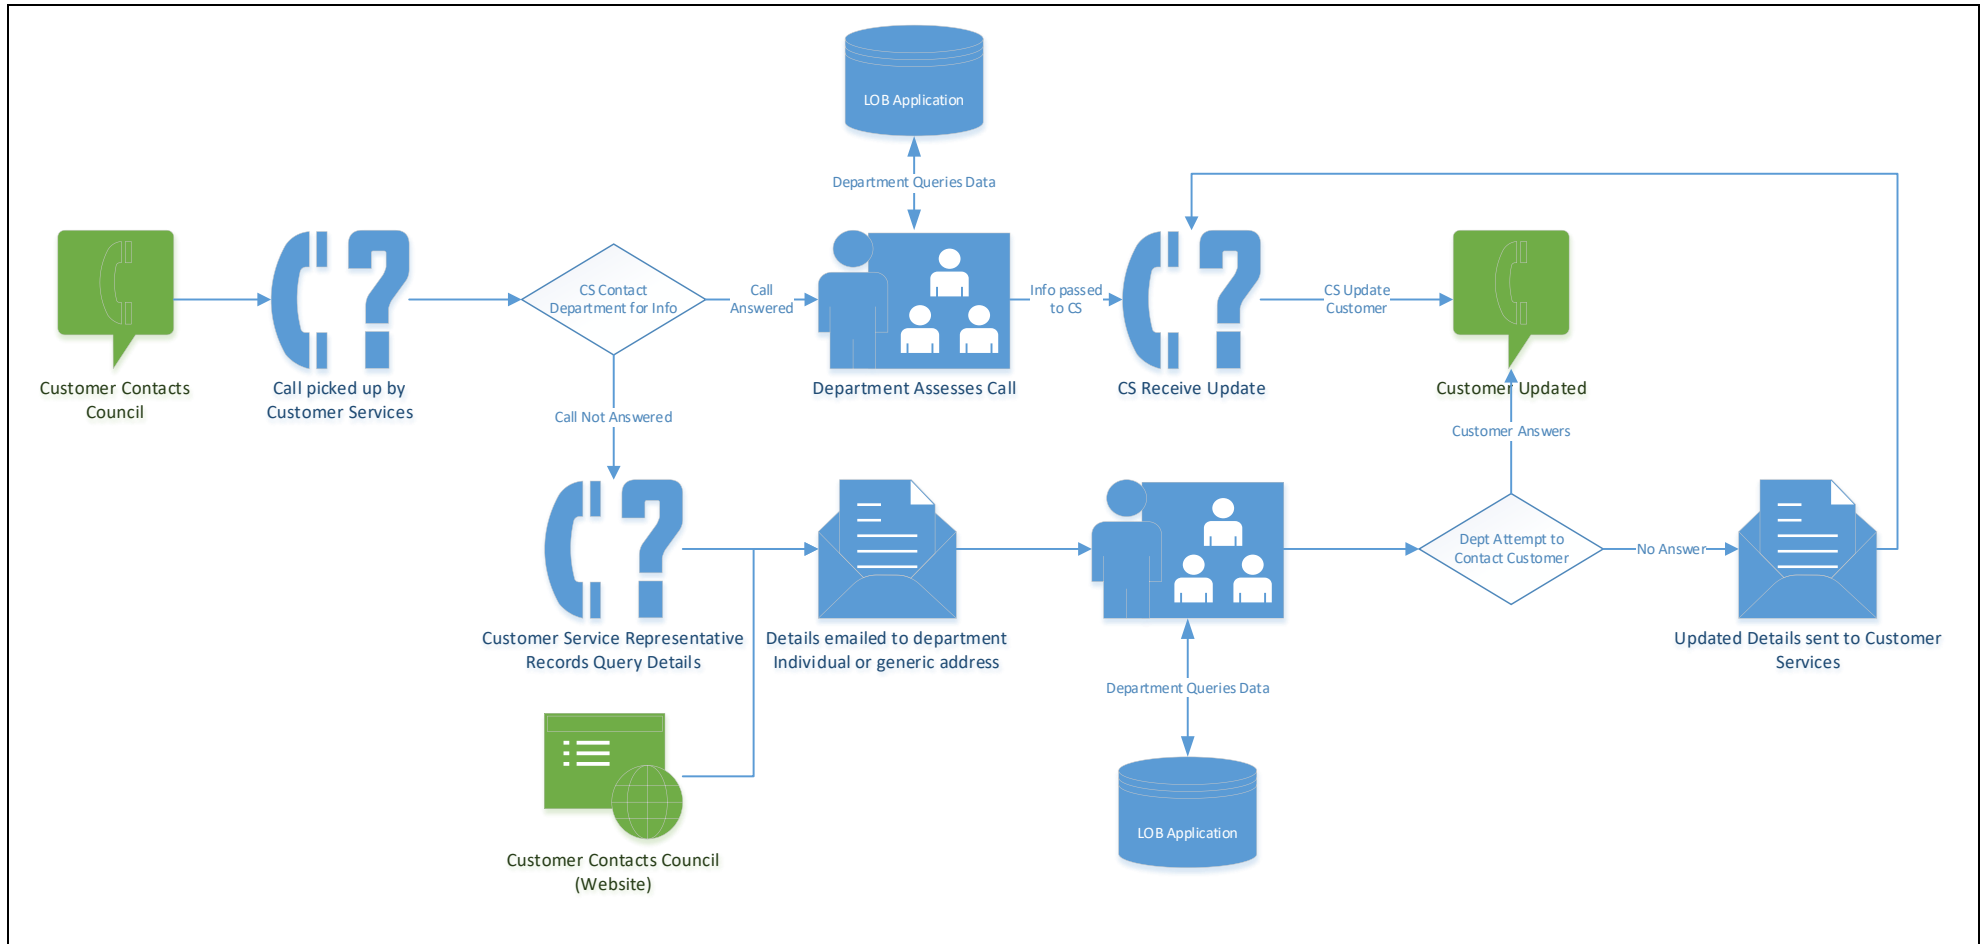 LOB Application
Department Queries Data
CS Contact
Department for Info
Call
Answered
Info passed
to CS
CS Update
Customer
Customer Contacts
Council
Call picked up by
Customer Services
Department Assesses Call
CS Receive Update
Customer Updated
Call Not Answered
Customer Answers
Dept Attempt to
Contact Customer
No Answer
Customer Service Representative
Records Query Details
Details emailed to department
Individual or generic address
Updated Details sent to Customer
Services
Department Queries Data
LOB Application
Customer Contacts Council
(Website)